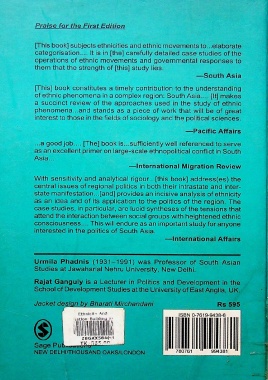 Praise for the First Edition
[This book] subjects ethnicities and ethnic movements to...elaborate
categorisation.... It is in [the] carefully detailed case studies of the
operations of ethnic movements and governmental responses to
them that the strength of [this] study lies.
—South Asia
[This] book constitutes a timely contribution to the understanding
of ethnic phenomena in a complex region: South Asia.... [It] makes
a succinct review of the approaches used in the study of ethnic
phenomena...and stands as a piece of work that will be of great
interest to those in the fields of sociology and the political sciences.
—Pacific Affairs
...a good job.... [The] book is...sufficiently well referenced to serve
as an excellent primer on large-scale ethnopolitical conflict in South
Asia...
—International Migration Review
With sensitivity and analytical rigour...[this book] address(es) the
central issues of regional politics in both their intrastate and inter-
state manifestation...[and] provides an incisive analysis of ethnicity
as an idea and of its application to the politics of the region. The
case studies, in particular, abound syntheses of the tensions that
attend the interaction between social groups with heightened ethnic
consciousness.... This will endure as an important study for anyone
interested in the politics of South Asia.
—International Affairs
Urmila Phadnis (1931–1991) was Professor of South Asian
Studies at Jawaharlal Nehru University, New Delhi.
Rajat Ganguly is a Lecturer in Politics and Development in the
School of Development Studies at the University of East Anglia, UK.
Jacket design by Bharati Mirchandani
Rs 595
Ethnicity And
Nation Building in
ISBN 0-7619-9438-6
Sage Pub
NEW DELHI/THOUSAND OAKS/LONDON
9 780761 994381